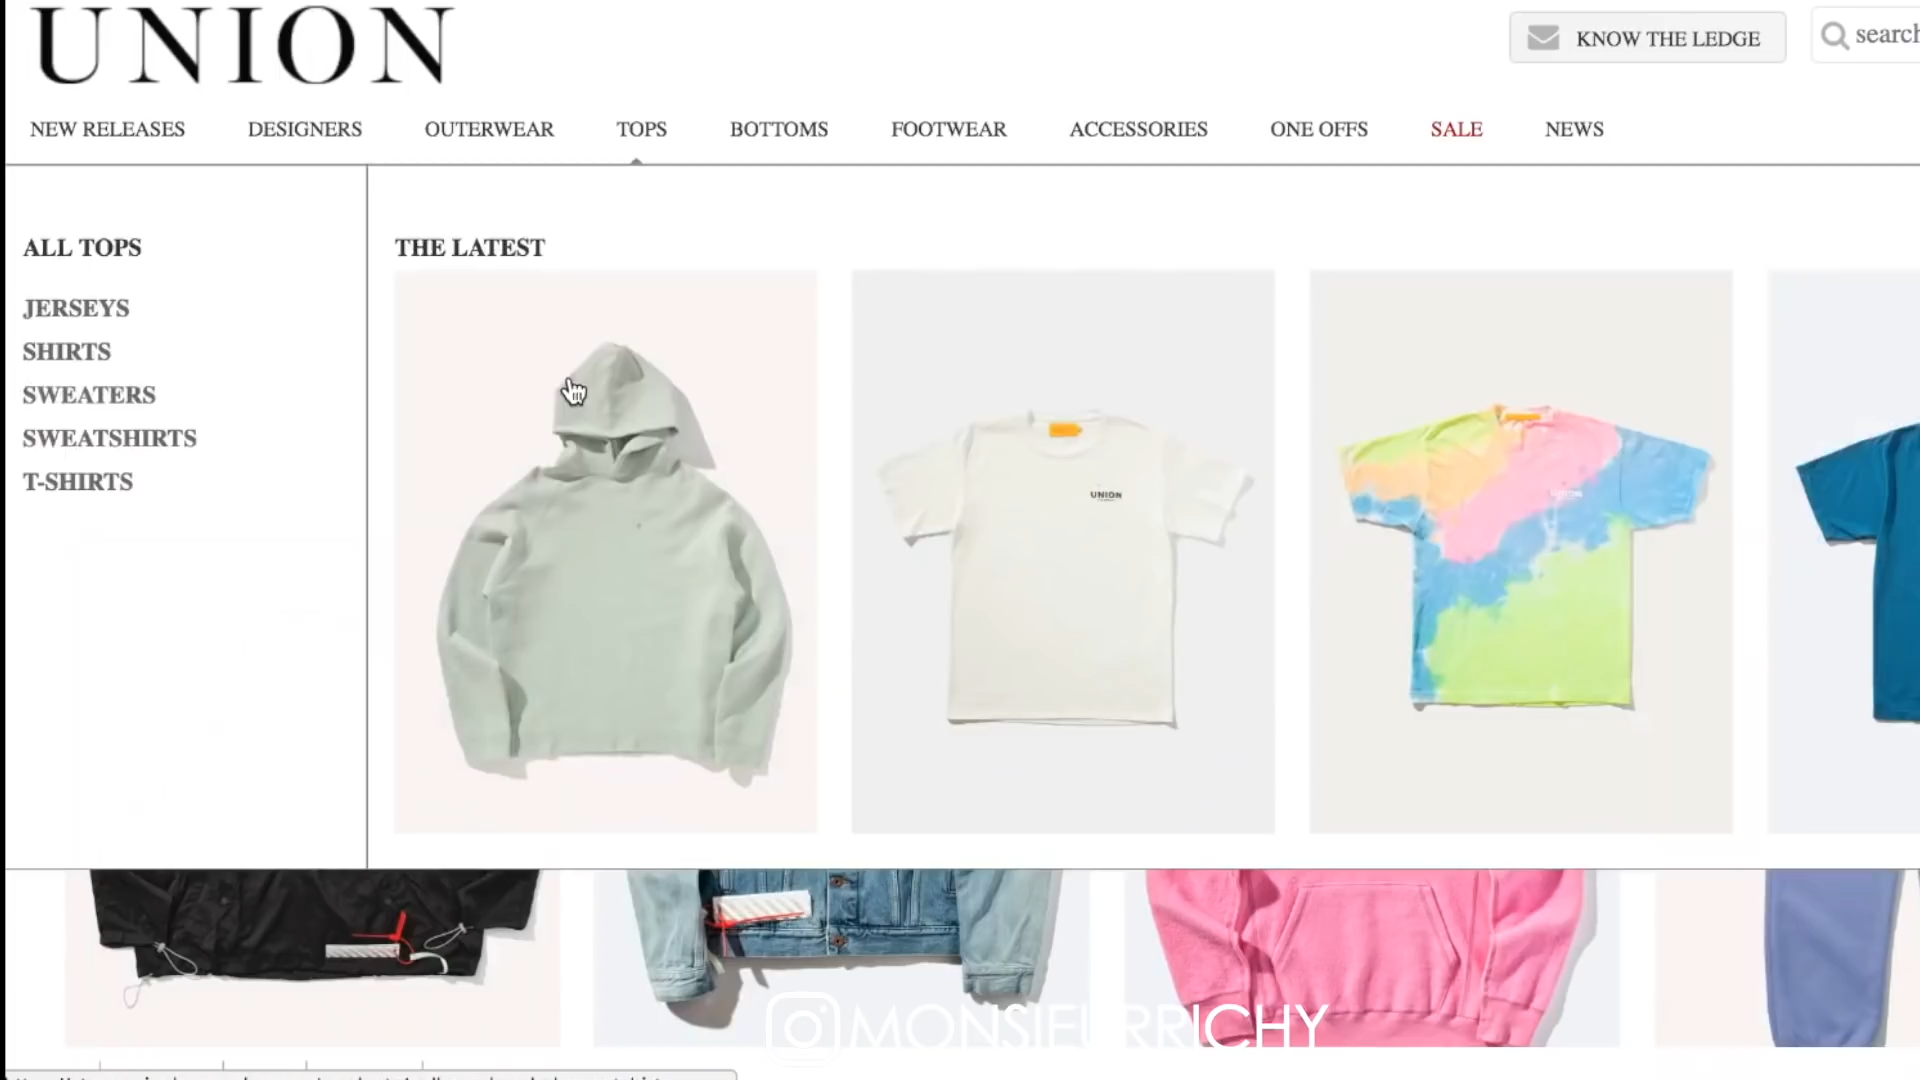 UNION
KNOW THE LEDGE
search
NEW RELEASES DESIGNERS OUTERWEAR TOPS BOTTOMS FOOTWEAR ACCESSORIES ONE OFFS SALE NEWS
ALL TOPS
JERSEYS
SHIRTS
SWEATERS
SWEATSHIRTS
T-SHIRTS
THE LATEST
UNION
MONSIEURRICHY